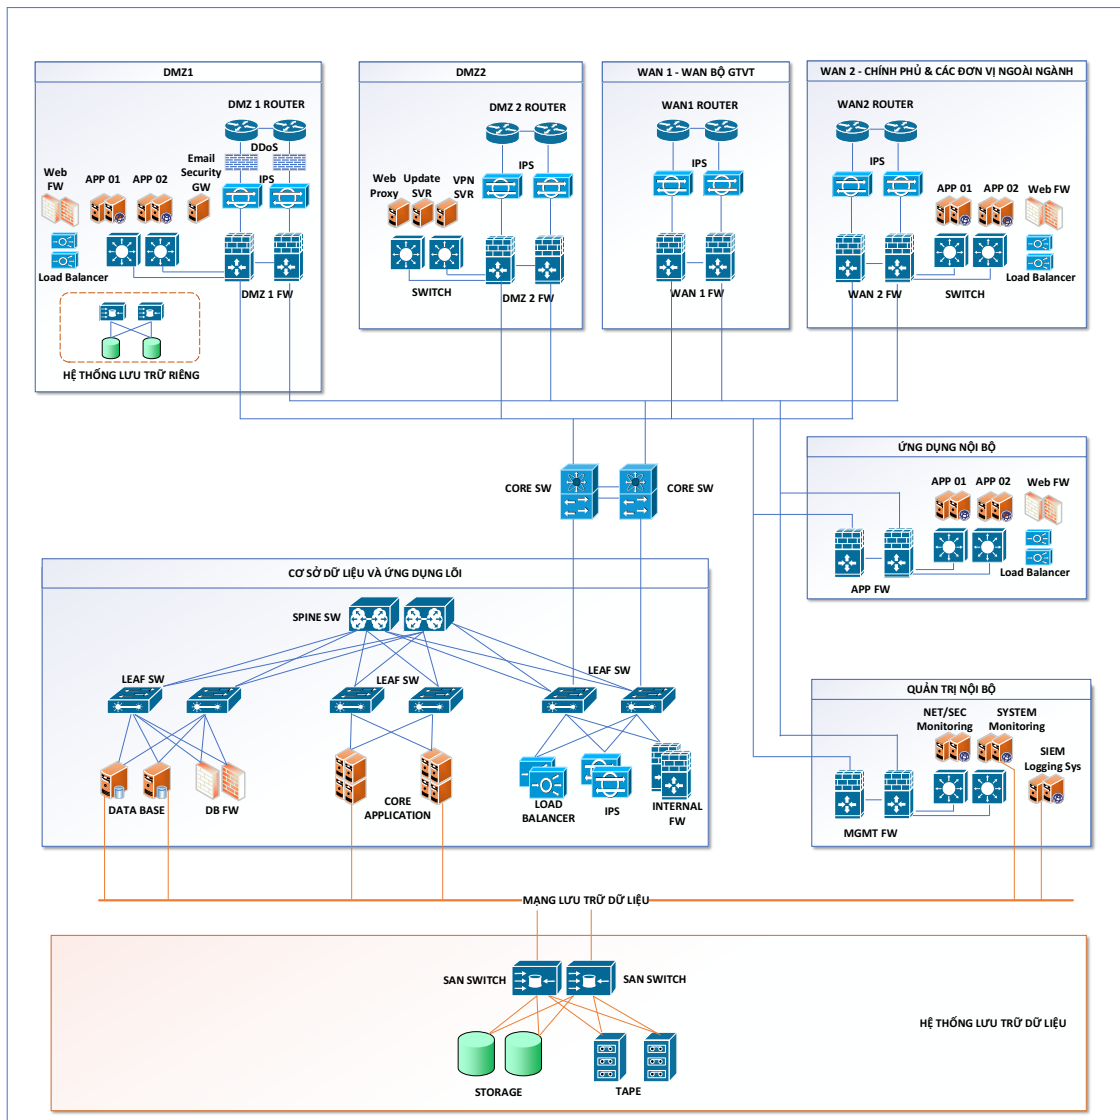 DMZ1
DMZ 1 ROUTER
DDoS
IPS
Email
Security
GW
Web
FW
APP 01
APP 02
Load Balancer
DMZ 1 FW
HỆ THỐNG LƯU TRỮ RIÊNG
DMZ2
DMZ 2 ROUTER
IPS
Web
Proxy
Update
SVR
VPN
SVR
SWITCH
DMZ 2 FW
WAN 1 - WAN BỘ GTVT
WAN1 ROUTER
IPS
WAN 1 FW
WAN 2 - CHÍNH PHỦ & CÁC ĐƠN VỊ NGOÀI NGÀNH
WAN2 ROUTER
IPS
APP 01
APP 02
Web FW
Load Balancer
WAN 2 FW
SWITCH
CORE SW
CORE SW
ỨNG DỤNG NỘI BỘ
APP 01
APP 02
Web FW
Load Balancer
APP FW
CƠ SỞ DỮ LIỆU VÀ ỨNG DỤNG LÕI
SPINE SW
LEAF SW
LEAF SW
LEAF SW
DATA BASE
DB FW
CORE
APPLICATION
LOAD
BALANCER
IPS
INTERNAL
FW
QUẢN TRỊ NỘI BỘ
NET/SEC
Monitoring
SYSTEM
Monitoring
SIEM
Logging Sys
MGMT FW
MẠNG LƯU TRỮ DỮ LIỆU
SAN SWITCH
SAN SWITCH
HỆ THỐNG LƯU TRỮ DỮ LIỆU
STORAGE
TAPE